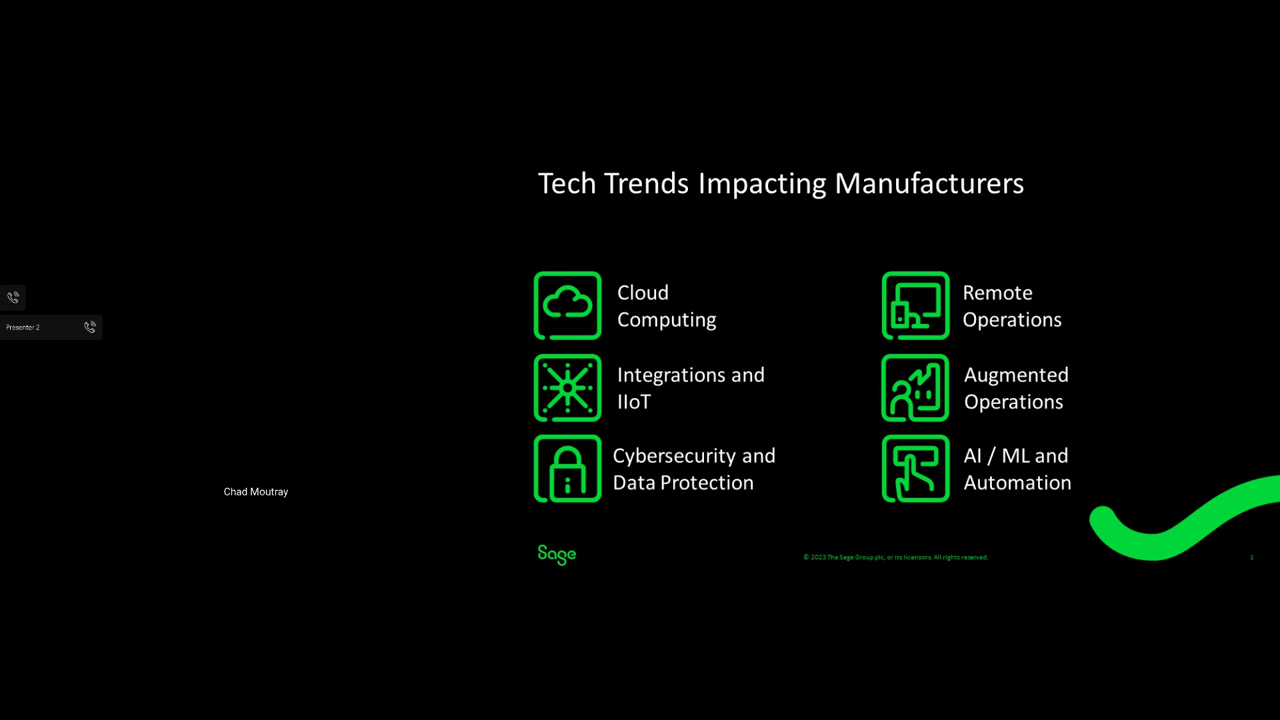 Tech Trends Impacting Manufacturers
Cloud
Computing
Remote
Operations
Integrations and
IIoT
Augmented
Operations
Cybersecurity and
Data Protection
AI / ML and
Automation
Presenter 2
Chad Moutray
Sage
© 2023 The Sage Group plc, or its licensors. All rights reserved.
1